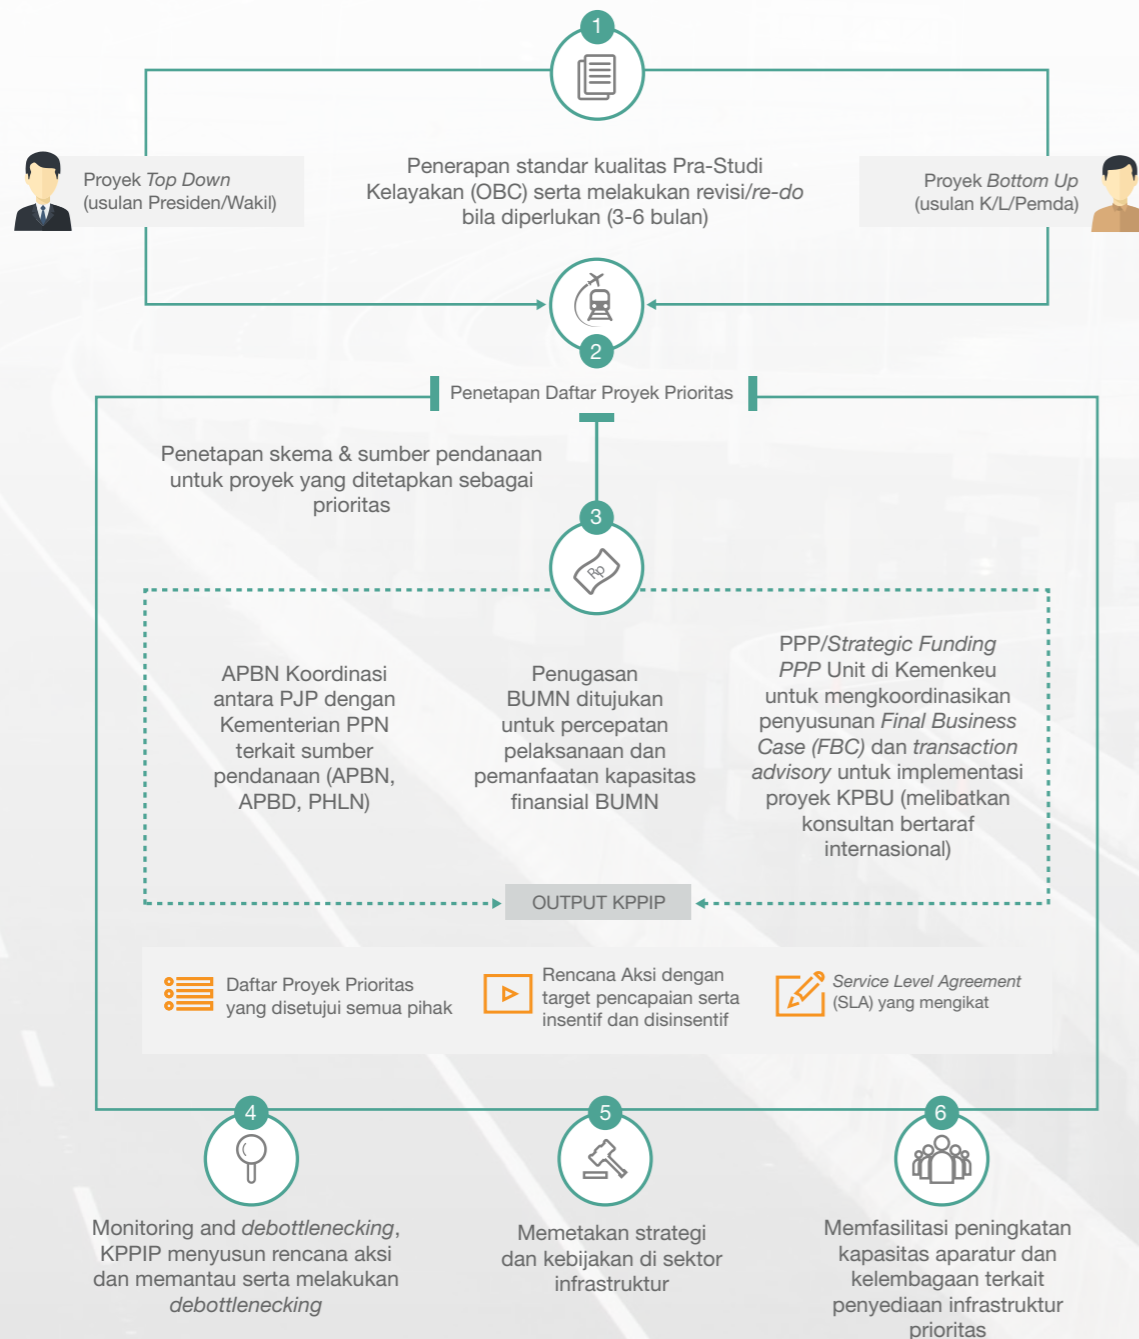 1
Proyek Top Down
(usulan Presiden/Wakil)
Penerapan standar kualitas Pra-Studi
Kelayakan (OBC) serta melakukan revisi/re-do
bila diperlukan (3-6 bulan)
Proyek Bottom Up
(usulan K/L/Pemda)
2
Penetapan Daftar Proyek Prioritas
Penetapan skema & sumber pendanaan
untuk proyek yang ditetapkan sebagai
prioritas
3
Rp
APBN Koordinasi
antara PJP dengan
Kementerian PPN
terkait sumber
pendanaan (APBN,
APBD, PHLN)
Penugasan
BUMN ditujukan
untuk percepatan
pelaksanaan dan
pemanfaatan kapasitas
finansial BUMN
PPP/Strategic Funding
PPP Unit di Kemenkeu
untuk mengkoordinasikan
penyusunan Final Business
Case (FBC) dan transaction
advisory untuk implementasi
proyek KPBU (melibatkan
konsultan bertaraf
internasional)
OUTPUT KPPIP
Daftar Proyek Prioritas
yang disetujui semua pihak
Rencana Aksi dengan
target pencapaian serta
insentif dan disinsentif
Service Level Agreement
(SLA) yang mengikat
4
Monitoring and debottlenecking,
KPPIP menyusun rencana aksi
dan memantau serta melakukan
debottlenecking
5
Memetakan strategi
dan kebijakan di sektor
infrastruktur
6
Memfasilitasi peningkatan
kapasitas aparatur dan
kelembagaan terkait
penyediaan infrastruktur
prioritas